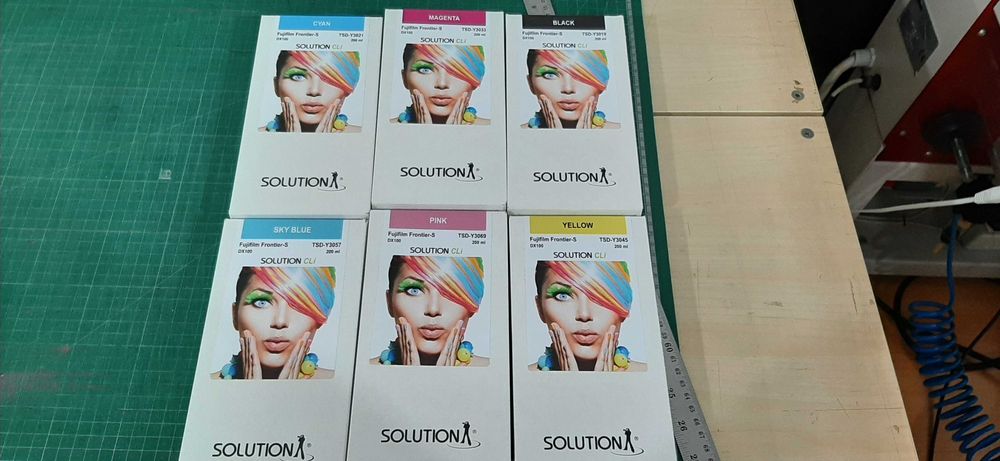 CYAN
Fujifilm Frontier-S TSD-Y3021
DX100 200 ml
SOLUTION CLi
SOLUTION®
MAGENTA
Fujifilm Frontier-S TSD-Y3033
DX100 200 ml
SOLUTION CLi
SOLUTION®
BLACK
Fujifilm Frontier-S TSD-Y3019
DX100 200 ml
SOLUTION CLi
SOLUTION®
SKY BLUE
Fujifilm Frontier-S TSD-Y3057
DX100 200 ml
SOLUTION CLi
SOLUTION®
PINK
Fujifilm Frontier-S TSD-Y3069
DX100 200 ml
SOLUTION CLi
SOLUTION®
YELLOW
Fujifilm Frontier-S TSD-Y3045
DX100 200 ml
SOLUTION CLi
SOLUTION®
60
25
26